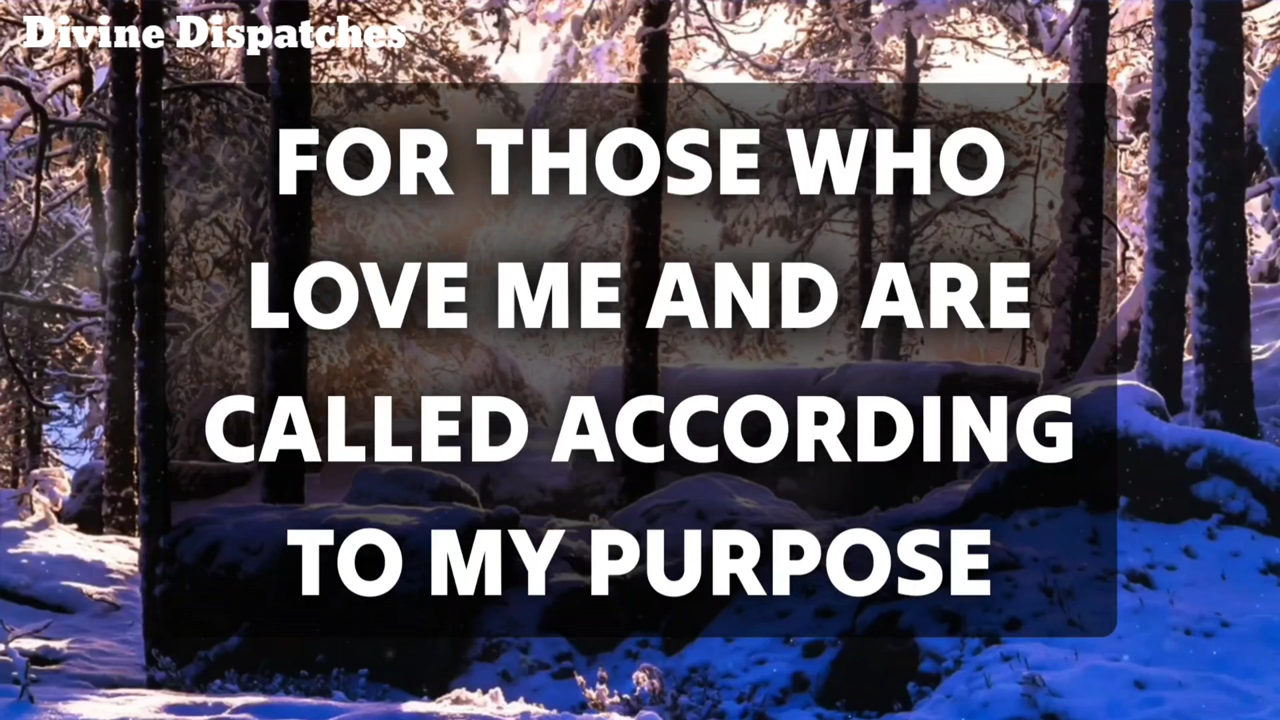 Divine Dispatches
FOR THOSE WHO
LOVE ME AND ARE
CALLED ACCORDING
TO MY PURPOSE